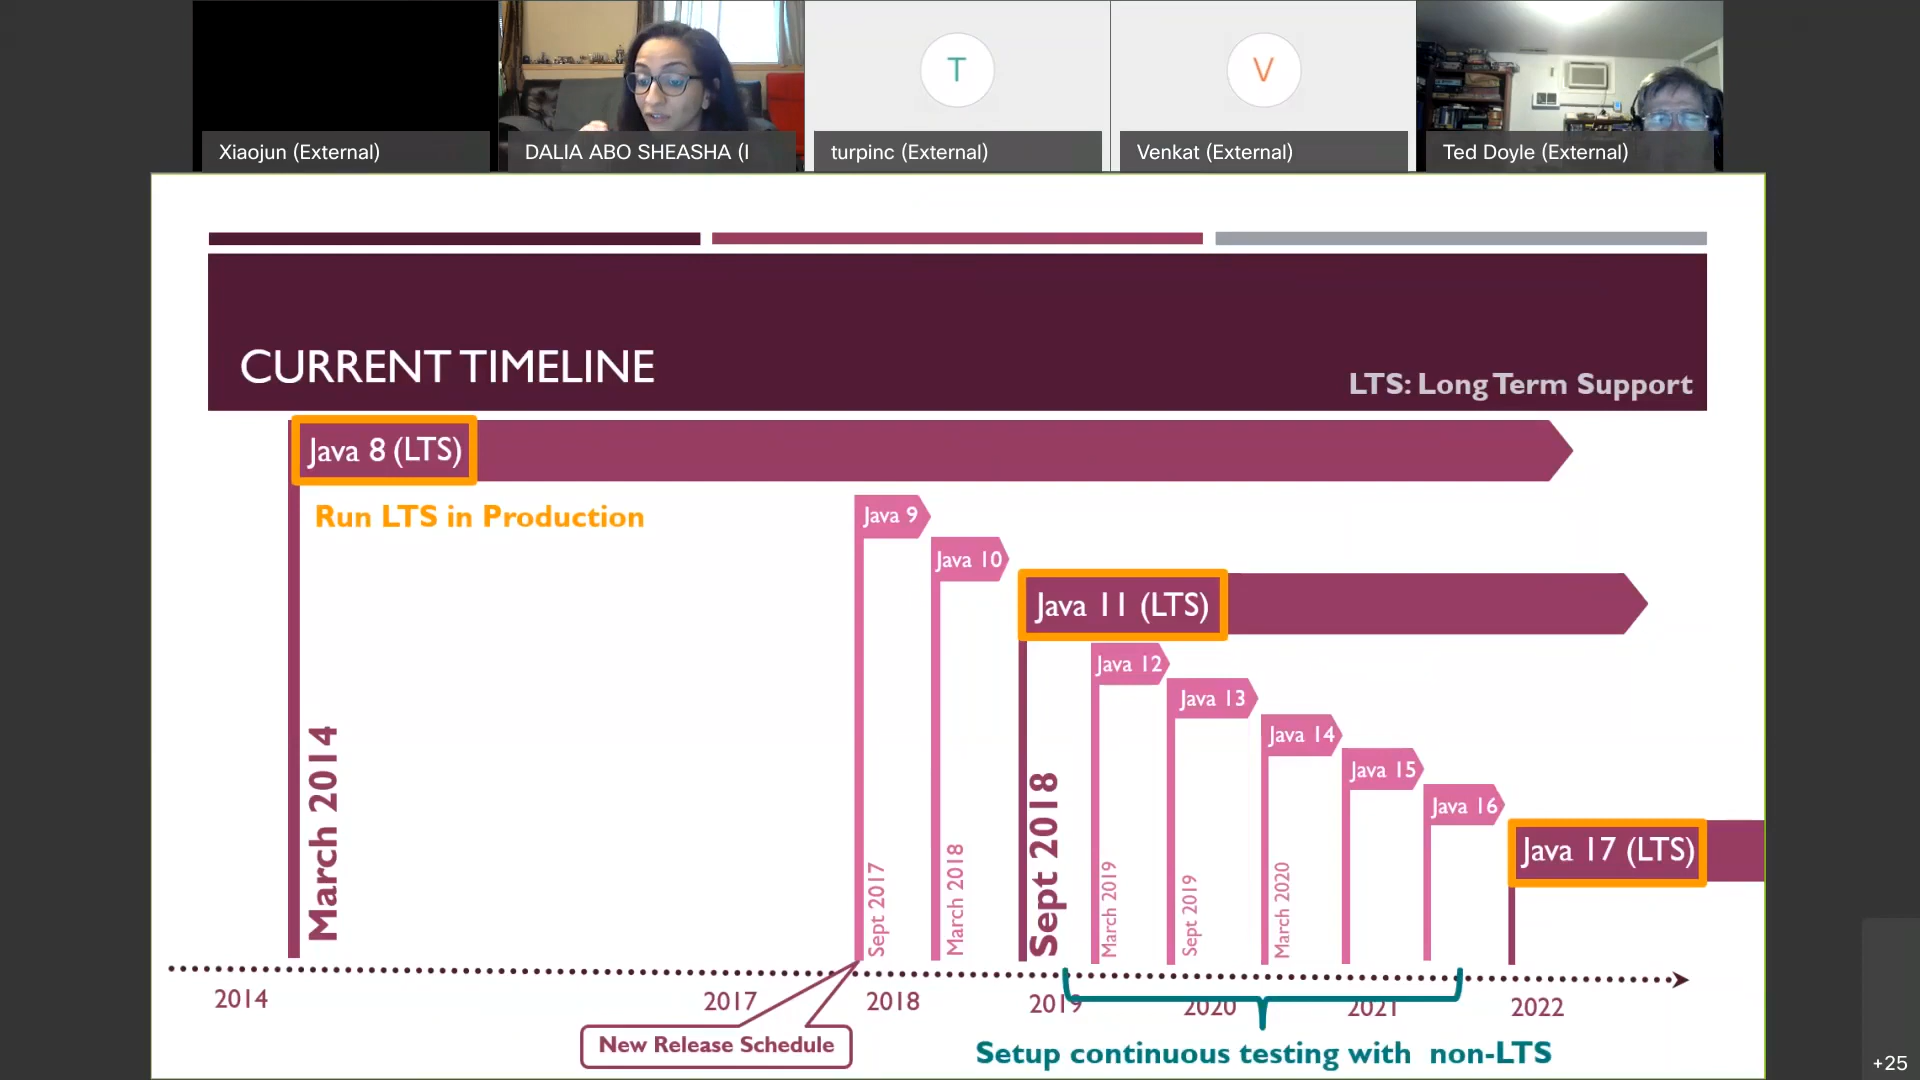 Xiaojun (External)
DALIA ABO SHEASHA (I
T
turpinc (External)
V
Venkat (External)
Ted Doyle (External)
CURRENT TIMELINE
LTS: Long Term Support
Java 8 (LTS)
Run LTS in Production
Java 9
Java 10
Java 11 (LTS)
Java 12
Java 13
Java 14
Java 15
Java 16
Java 17 (LTS)
March 2014
Sept 2017
March 2018
Sept 2018
March 2019
Sept 2019
March 2020
2014
2017
2018
2019
2020
2021
2022
New Release Schedule
Setup continuous testing with non-LTS
+25